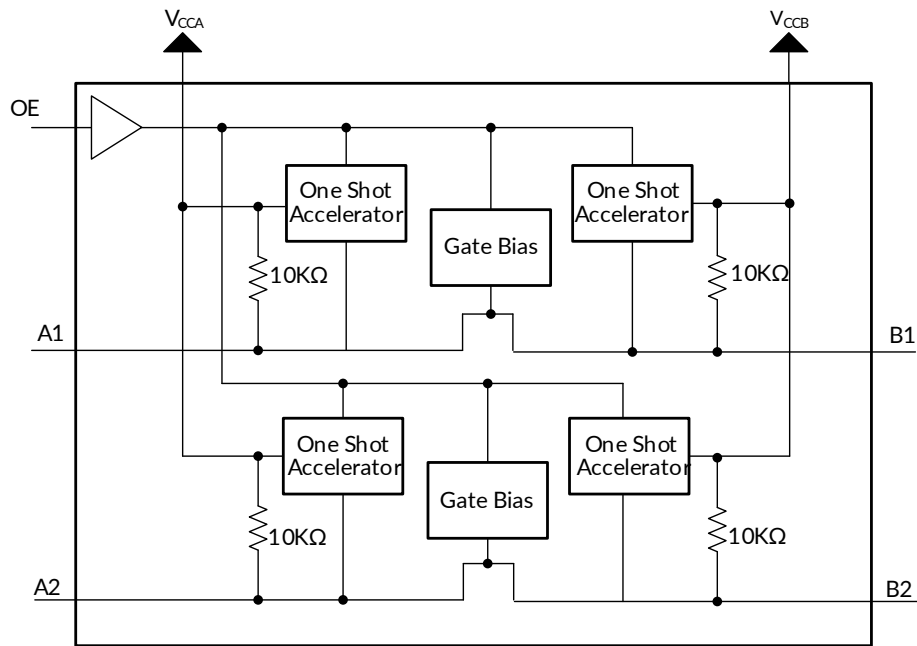 VCCA
VCCB
OE
One Shot
Accelerator
One Shot
Accelerator
Gate Bias
10KΩ
10KΩ
A1
B1
One Shot
Accelerator
One Shot
Accelerator
Gate Bias
10KΩ
10KΩ
A2
B2